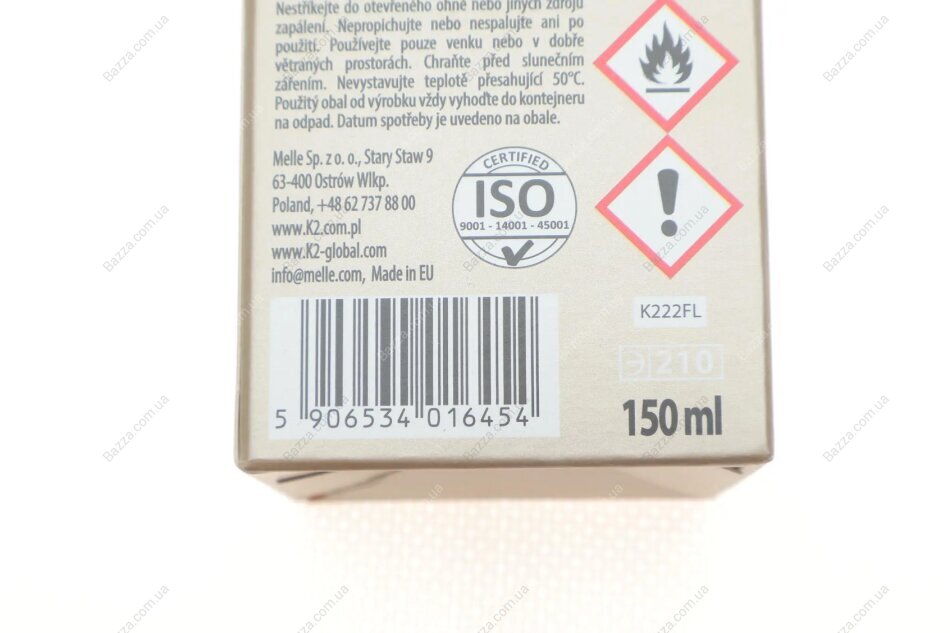 Nestříkejte do otevřeného ohně nebo jiných zdrojů
zapálení. Nepropichujte nebo nespalujte ani po
použití. Používejte pouze venku nebo v dobře
větraných prostorách. Chraňte před slunečním
zářením. Nevystavujte teplotě přesahující 50°C.
Použitý obal od výrobku vždy vyhoďte do kontejneru
na odpad. Datum spotřeby je uvedeno na obale.
Melle Sp. z o. o., Stary Staw 9
63-400 Ostrów Wlkp.
Poland, +48 62 737 88 00
www.K2.com.pl
www.K2-global.com
info@melle.com, Made in EU
CERTIFIED
ISO
9001 - 14001 - 45001
K222FL
210
150 ml
5 906534 016454
Bazza.com.ua